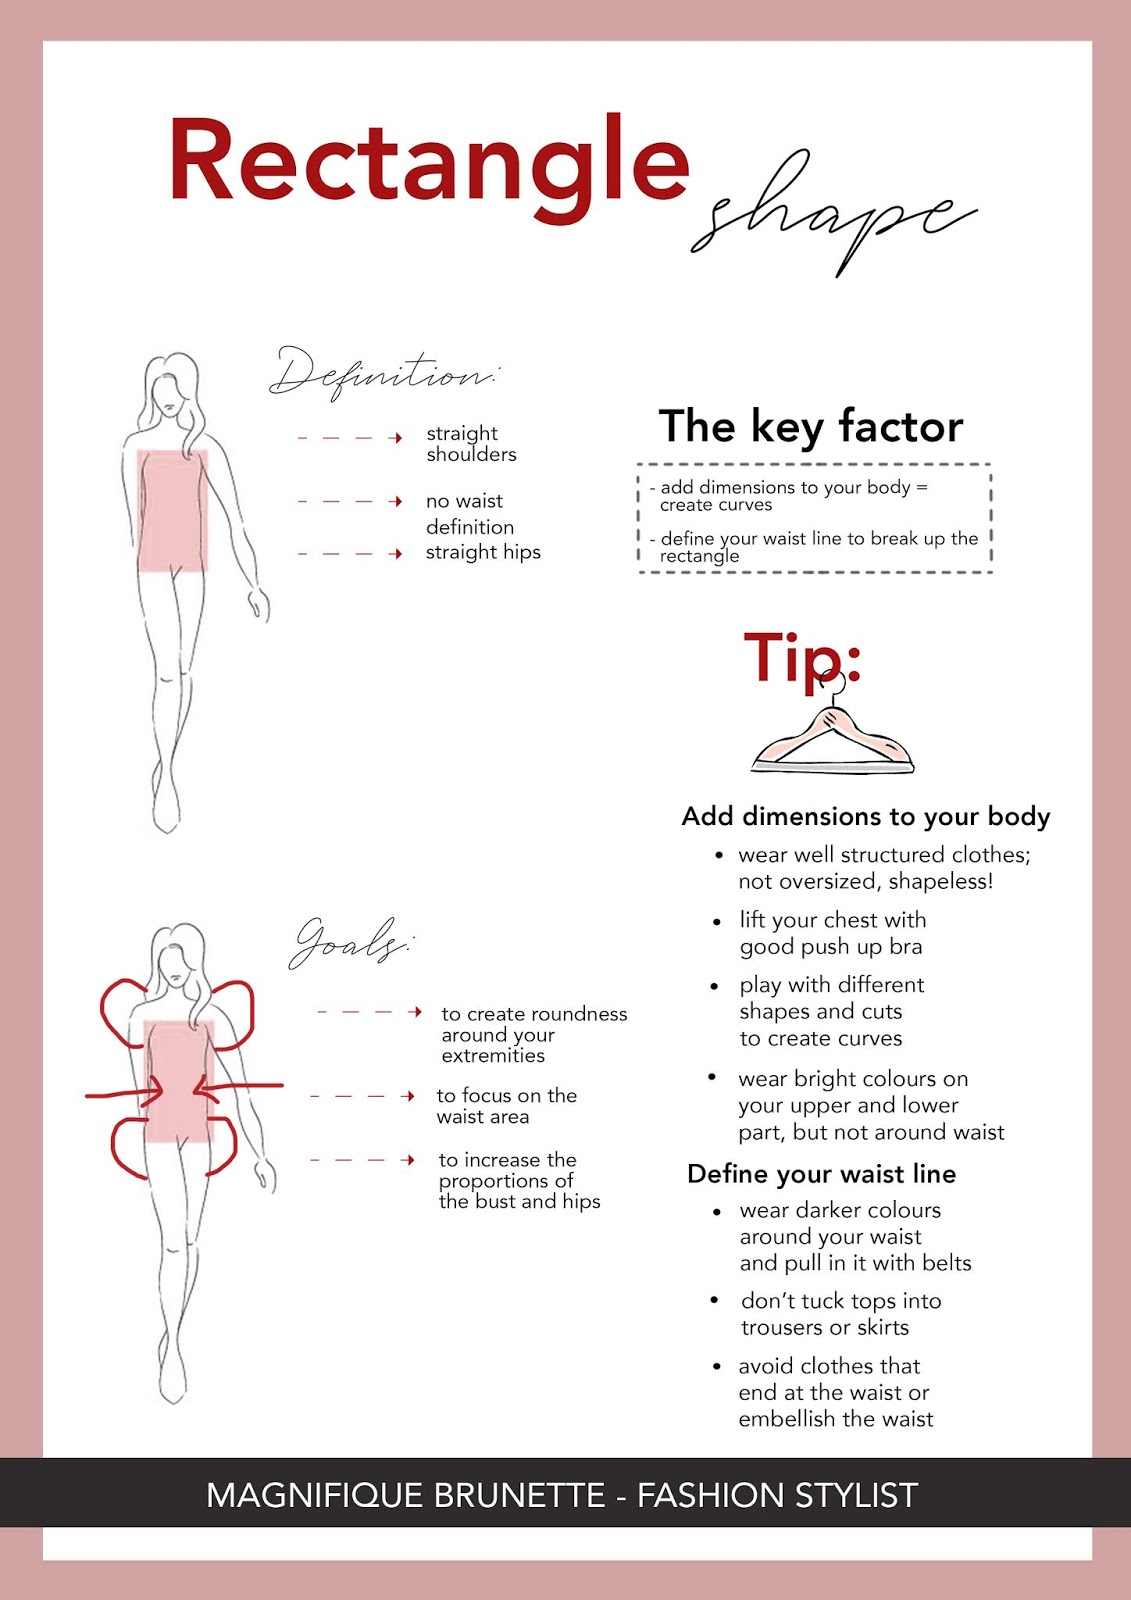 Rectangle
shape
Definition:
straight
shoulders
no waist
definition
straight hips
The key factor
- add dimensions to your body =
create curves
- define your waist line to break up the
rectangle
Tip:
Add dimensions to your body
• wear well structured clothes;
not oversized, shapeless!
• lift your chest with
good push up bra
• play with different
shapes and cuts
to create curves
• wear bright colours on
your upper and lower
part, but not around waist
Define your waist line
• wear darker colours
around your waist
and pull in it with belts
• don't tuck tops into
trousers or skirts
• avoid clothes that
end at the waist or
embellish the waist
Goals:
to create roundness
around your
extremities
to focus on the
waist area
to increase the
proportions of
the bust and hips
MAGNIFIQUE BRUNETTE - FASHION STYLIST